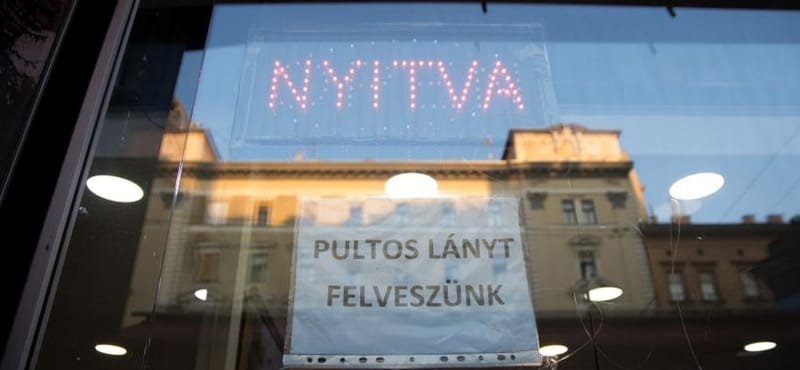 NYITVA
PULTOS LÁNYT
FELVESZÜNK